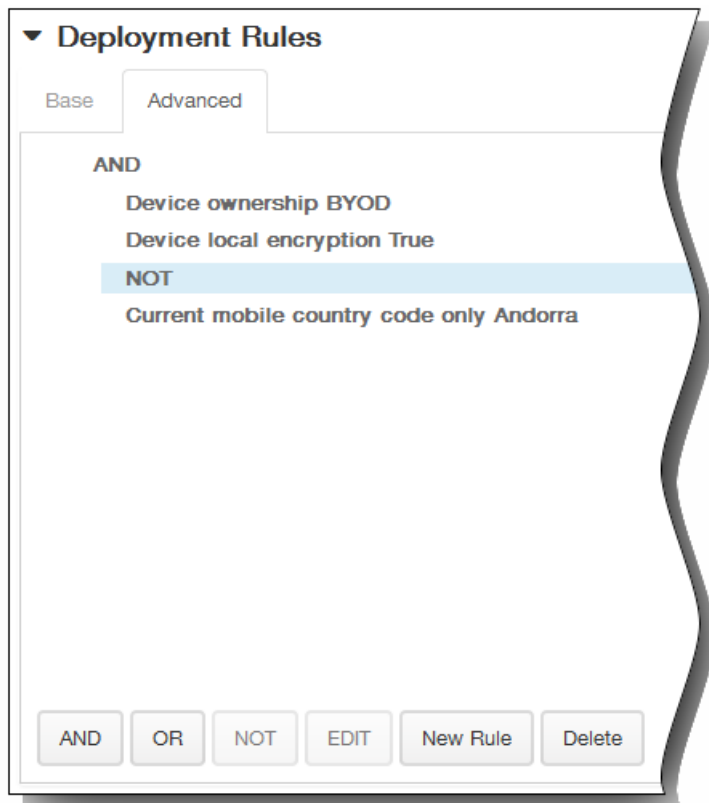 Deployment Rules
Base Advanced
AND
Device ownership BYOD
Device local encryption True
NOT
Current mobile country code only Andorra
AND OR NOT EDIT New Rule Delete